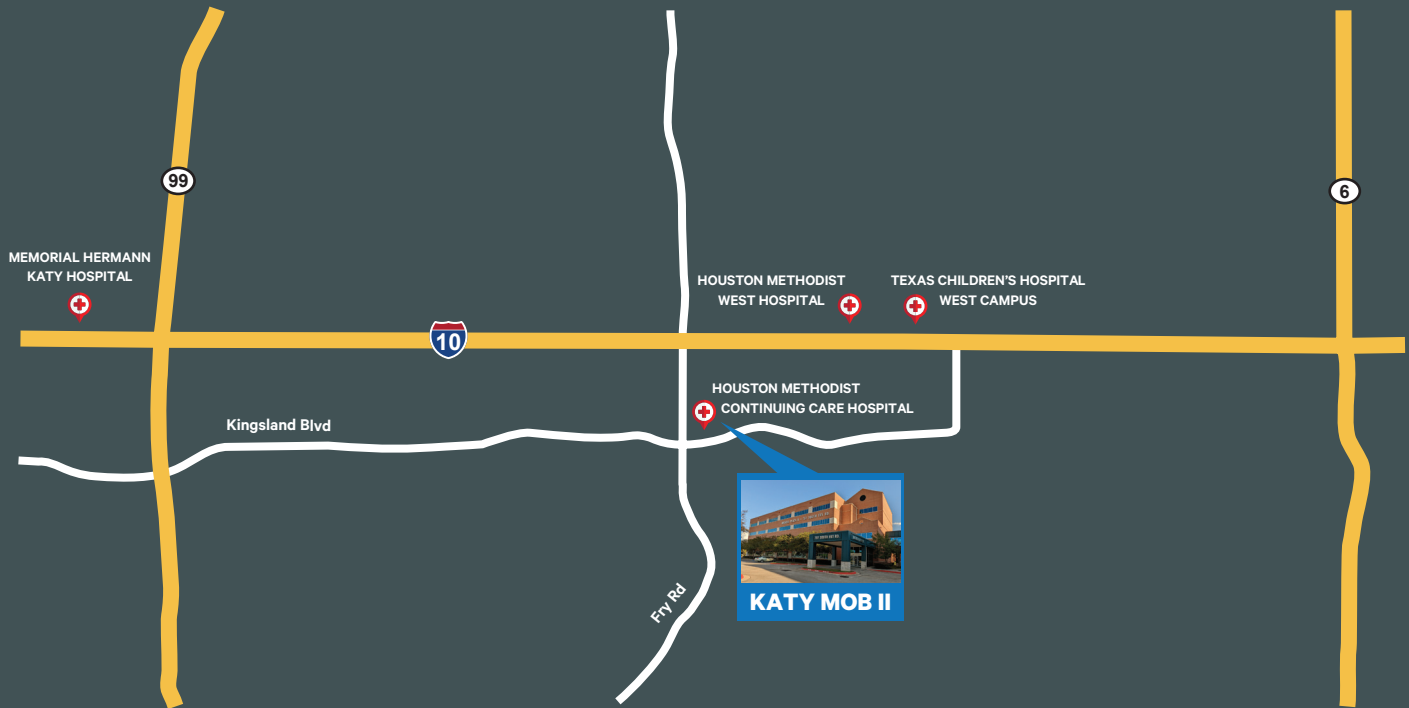 99
6
MEMORIAL HERMANN
KATY HOSPITAL
HOUSTON METHODIST
WEST HOSPITAL
TEXAS CHILDREN'S HOSPITAL
WEST CAMPUS
10
HOUSTON METHODIST
CONTINUING CARE HOSPITAL
Kingsland Blvd
Fry Rd
KATY MOB II